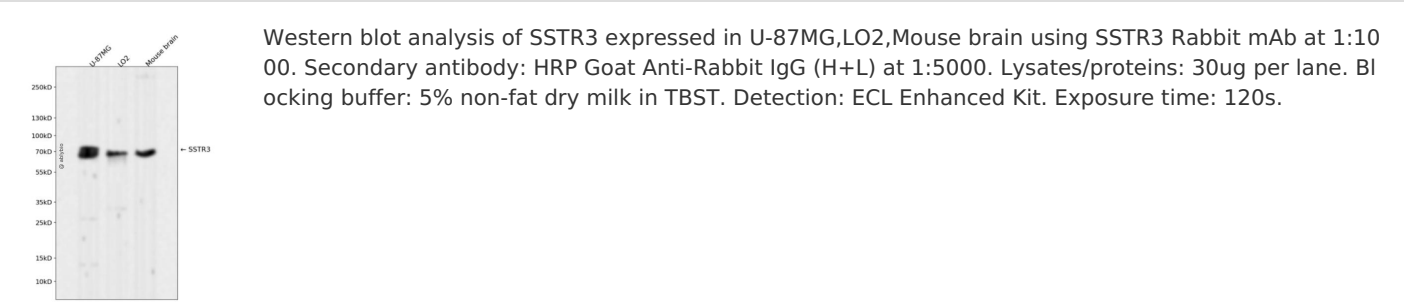 U-87MG
LO2
Mouse brain
250kD
130kD
100kD
70kD
55kD
35kD
25kD
15kD
10kD
© abbybio
← SSTR3
Western blot analysis of SSTR3 expressed in U-87MG,LO2,Mouse brain using SSTR3 Rabbit mAb at 1:10
00. Secondary antibody: HRP Goat Anti-Rabbit IgG (H+L) at 1:5000. Lysates/proteins: 30ug per lane. Bl
ocking buffer: 5% non-fat dry milk in TBST. Detection: ECL Enhanced Kit. Exposure time: 120s.